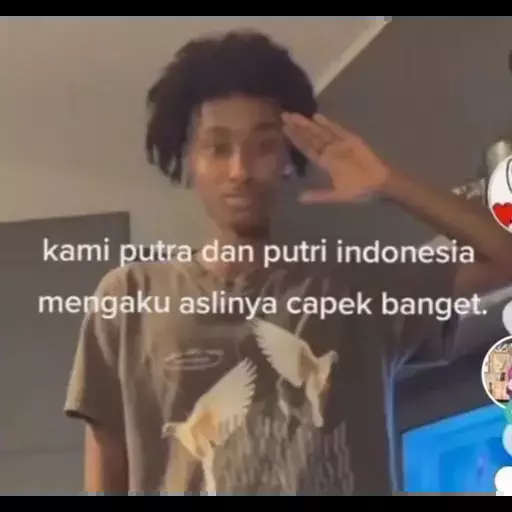 kami putra dan putri indonesia
mengaku aslinya capek banget.